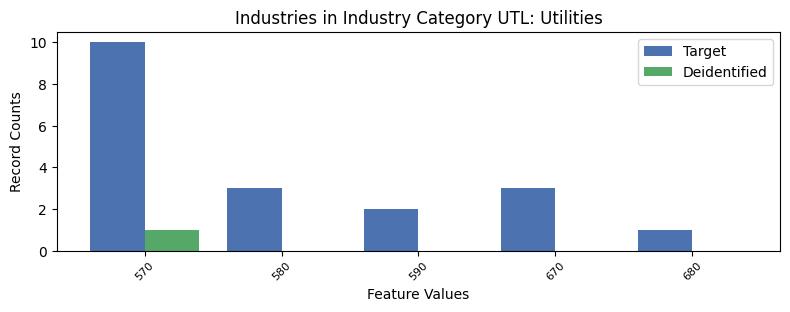 Industries in Industry Category UTL: Utilities
Target
Deidentified
Record Counts
10
8
6
4
2
0
570
580
590
670
680
Feature Values